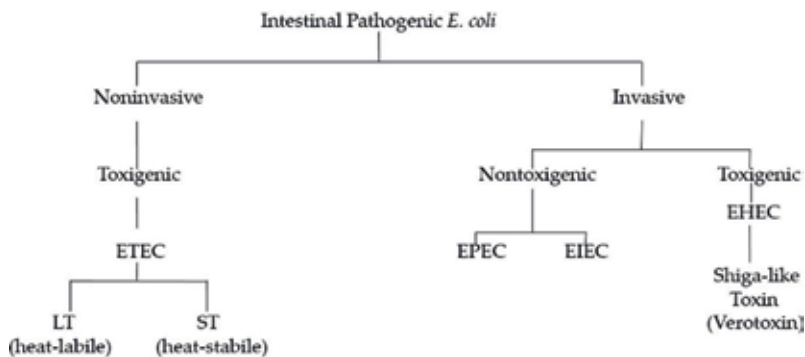 Intestinal Pathogenic E. coli
Noninvasive
Invasive
Toxigenic
Nontoxigenic
Toxigenic
EHEC
ETEC
EPEC
EIEC
Shiga-like
Toxin
(Verotoxin)
LT
(heat-labile)
ST
(heat-stabile)